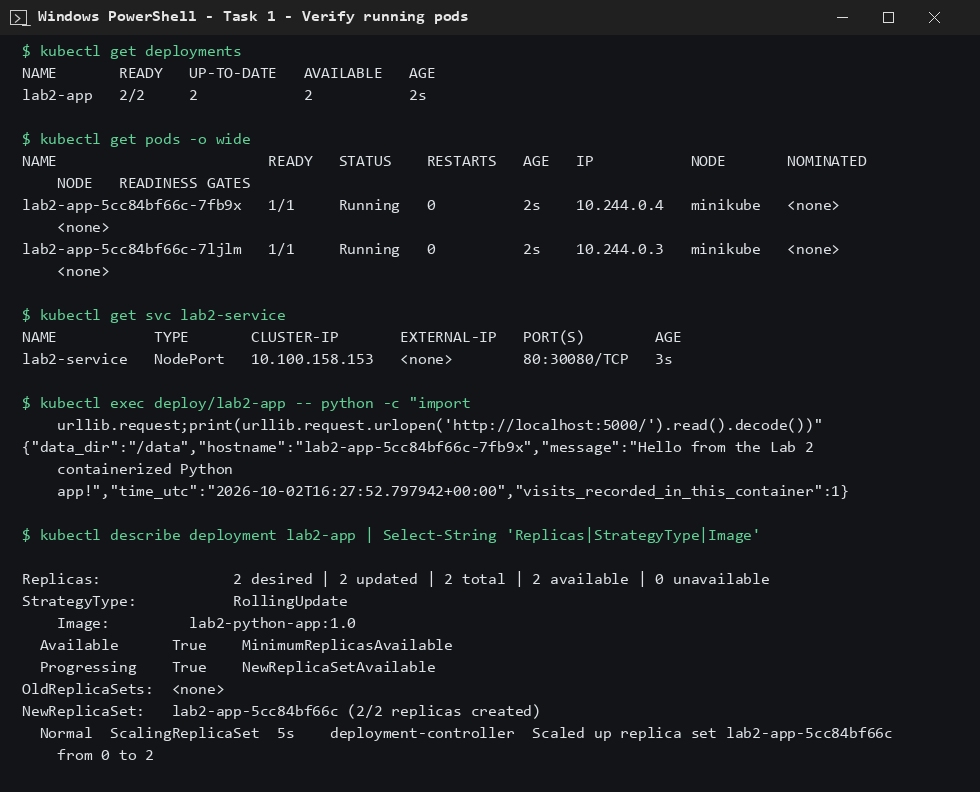 Windows PowerShell - Task 1 - Verify running pods
$ kubectl get deployments
NAME       READY   UP-TO-DATE   AVAILABLE   AGE
lab2-app   2/2     2            2           2s
$ kubectl get pods -o wide
NAME                        READY   STATUS    RESTARTS   AGE   IP           NODE       NOMINATED
    NODE   READINESS GATES
lab2-app-5cc84bf66c-7fb9x   1/1     Running   0          2s    10.244.0.4   minikube   <none>
    <none>
lab2-app-5cc84bf66c-7ljlm   1/1     Running   0          2s    10.244.0.3   minikube   <none>
    <none>
$ kubectl get svc lab2-service
NAME           TYPE       CLUSTER-IP       EXTERNAL-IP   PORT(S)        AGE
lab2-service   NodePort   10.100.158.153   <none>        80:30080/TCP   3s
$ kubectl exec deploy/lab2-app -- python -c "import
    urllib.request;print(urllib.request.urlopen('http://localhost:5000/').read().decode())"
{"data_dir":"/data","hostname":"lab2-app-5cc84bf66c-7fb9x","message":"Hello from the Lab 2
    containerized Python
    app!","time_utc":"2026-10-02T16:27:52.797942+00:00","visits_recorded_in_this_container":1}
$ kubectl describe deployment lab2-app | Select-String 'Replicas|StrategyType|Image'
Replicas:               2 desired | 2 updated | 2 total | 2 available | 0 unavailable
StrategyType:           RollingUpdate
    Image:         lab2-python-app:1.0
  Available      True    MinimumReplicasAvailable
  Progressing    True    NewReplicaSetAvailable
OldReplicaSets:  <none>
NewReplicaSet:   lab2-app-5cc84bf66c (2/2 replicas created)
  Normal  ScalingReplicaSet  5s    deployment-controller  Scaled up replica set lab2-app-5cc84bf66c
    from 0 to 2